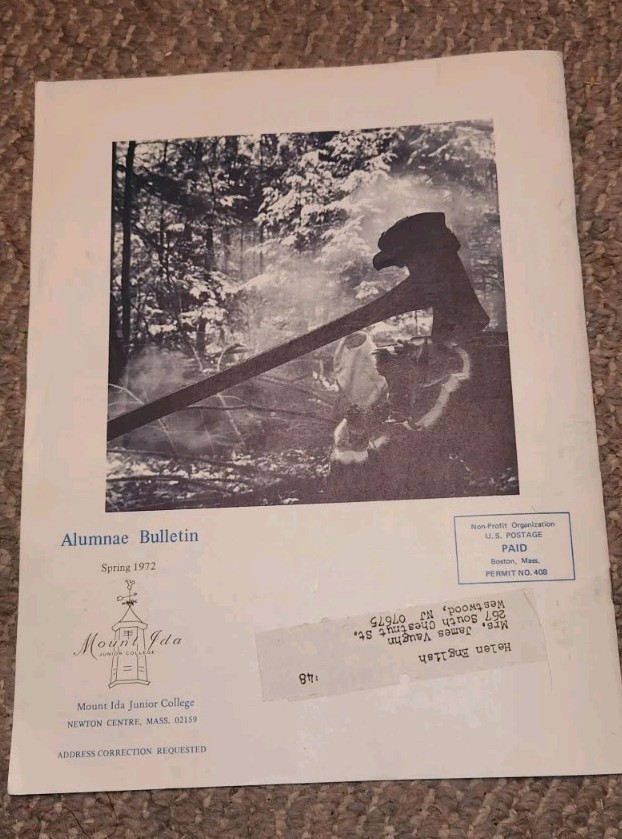 Alumnae Bulletin
Spring 1972
Mount Ida
JUNIOR COLLEGE
Mount Ida Junior College
NEWTON CENTRE, MASS. 02159
ADDRESS CORRECTION REQUESTED
Non-Profit Organization
U.S. POSTAGE
PAID
Boston, Mass.
PERMIT NO. 408
Helen English '48
Mrs. James Vaughn
267 South Chestnut St.
Westwood, NJ 07675